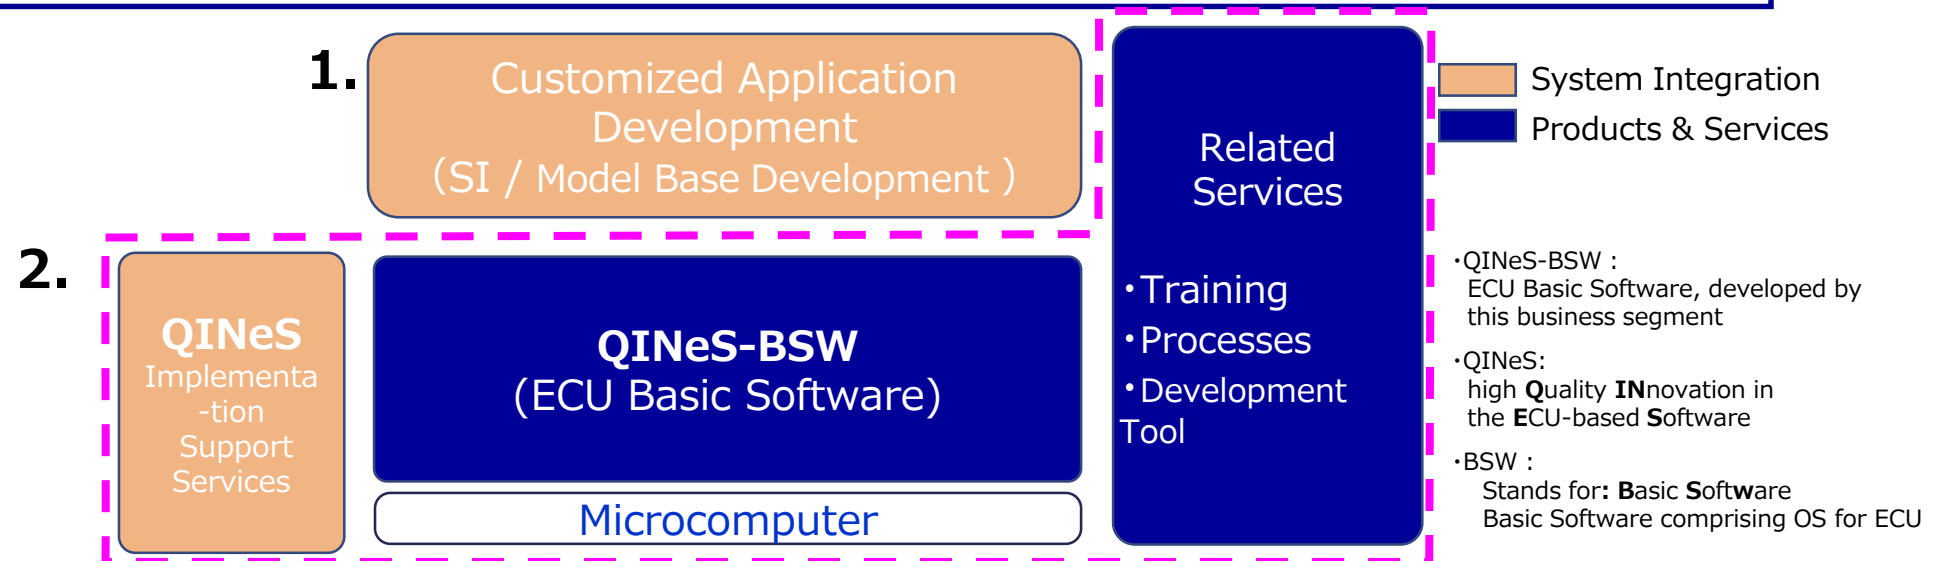 1.
Customized Application
Development
（SI / Model Base Development ）
2.
QINeS
Implementa
-tion
Support
Services
QINeS-BSW
(ECU Basic Software)
Microcomputer
Related
Services
・Training
・Processes
・Development
Tool
System Integration
Products & Services
・QINeS-BSW :
ECU Basic Software, developed by
this business segment
・QINeS:
high Quality INnovation in
the ECU-based Software
・BSW :
Stands for: Basic Software
Basic Software comprising OS for ECU